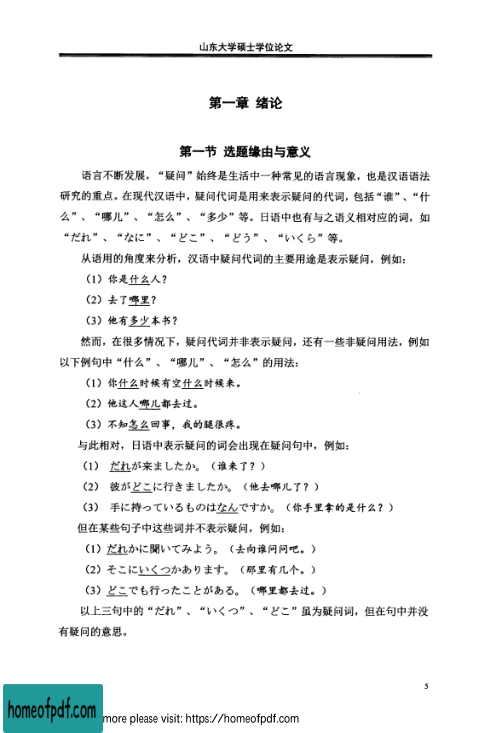 山东大学硕士学位论文
第一章 绪论
第一节 选题缘由与意义
语言不断发展，“疑问”始终是生活中一种常见的语言现象，也是汉语语法
研究的重点。在现代汉语中，疑问代词是用来表示疑问的代词，包括“谁”、“什
么”、“哪儿”、“怎么”、“多少”等。日语中也有与之语义相对应的词，如
“だれ”、“なに”、“どこ”、“どう”、“いくら”等。
从语用的角度来分析，汉语中疑问代词的主要用途是表示疑问，例如：
（1）你是什么人？
（2）去了哪里？
（3）他有多少本书？
然而，在很多情况下，疑问代词并非表示疑问，还有一些非疑问用法，例如
以下例句中“什么”、“哪儿”、“怎么”的用法：
（1）你什么时候有空什么时候来。
（2）他这人哪儿都去过。
（3）不知怎么回事，我的腿很疼。
与此相对，日语中表示疑问的词会出现在疑问句中，例如：
（1） だれが来ましたか。（谁来了？）
（2） 彼がどこに行きましたか。（他去哪儿了？）
（3） 手に持っているものはなんですか。（你手里拿的是什么？）
但在某些句子中这些词并不表示疑问，例如：
（1）だれかに聞いてみよう。（去向谁问问吧。）
（2）そこにいくつかあります。（那里有几个。）
（3）どこでも行ったことがある。（哪里都去过。）
以上三句中的“だれ”、“いくつ”、“どこ”虽为疑问词，但在句中并没
有疑问的意思。
5
homeofpdf.com
more please visit: https://homeofpdf.com